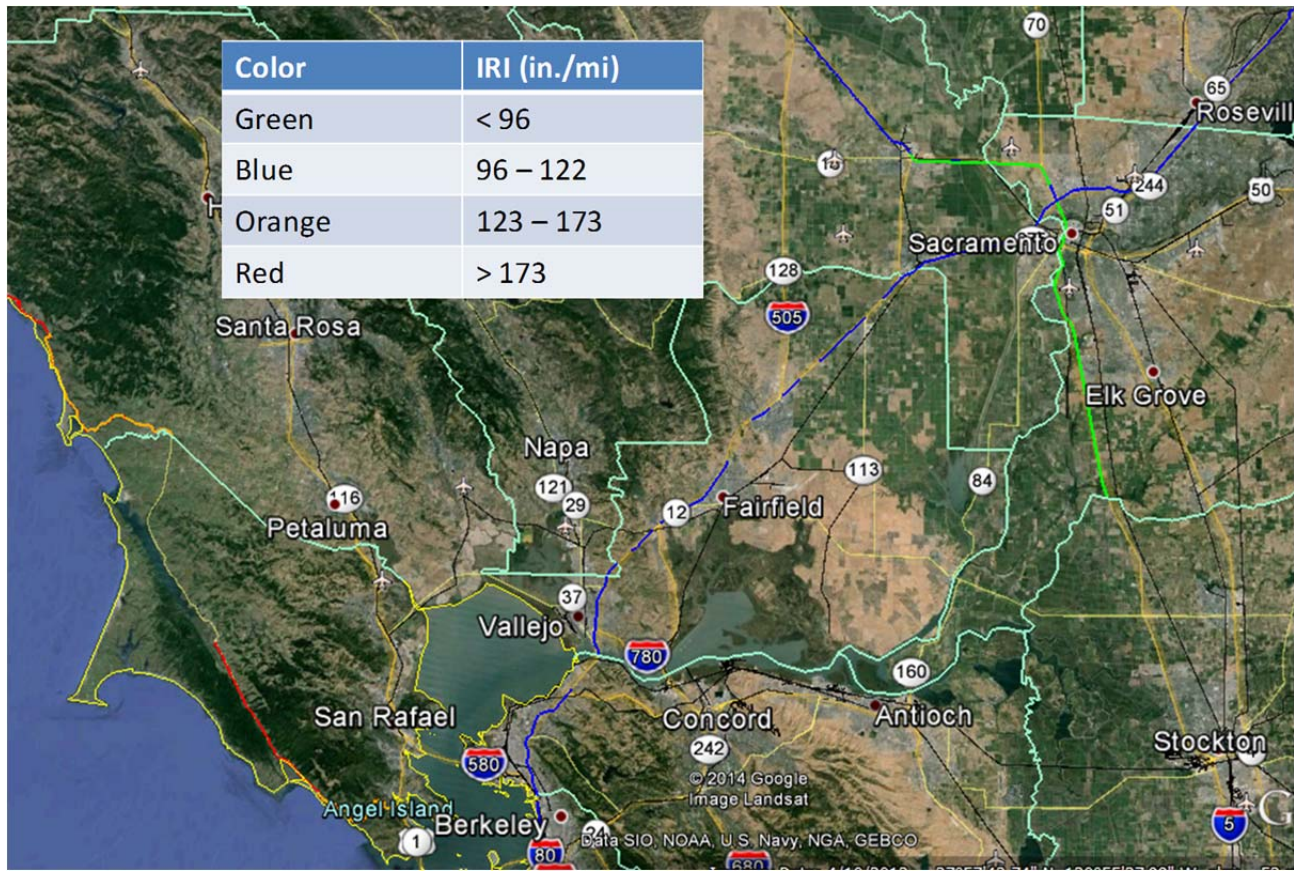 Color IRI (in./mi)
Green < 96
Blue 96 – 122
Orange 123 – 173
Red > 173
70
65
Rosevill
244
50
51
Sacramento
128
505
Santa Rosa
Elk Grove
Napa
121
29
113
84
116
12
Fairfield
Petaluma
37
Vallejo
780
160
San Rafael
Concord
Antioch
242
Stockton
580
© 2014 Google
Image Landsat
Angel Island
1
Berkeley
24
80
Data SIO, NOAA, U.S. Navy, NGA, GEBCO
5
G
680